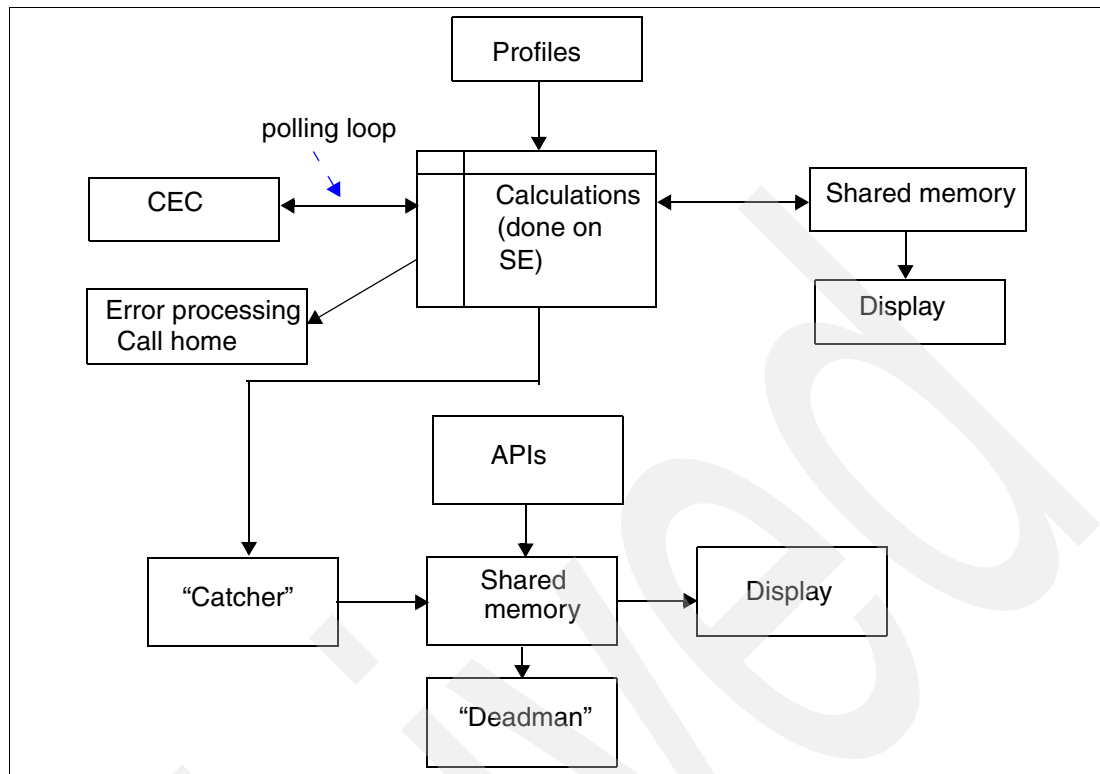 Profiles
polling loop
CEC
Calculations
(done on
SE)
Shared memory
Display
Error processing
Call home
APIs
“Catcher”
Shared
memory
Display
“Deadman”